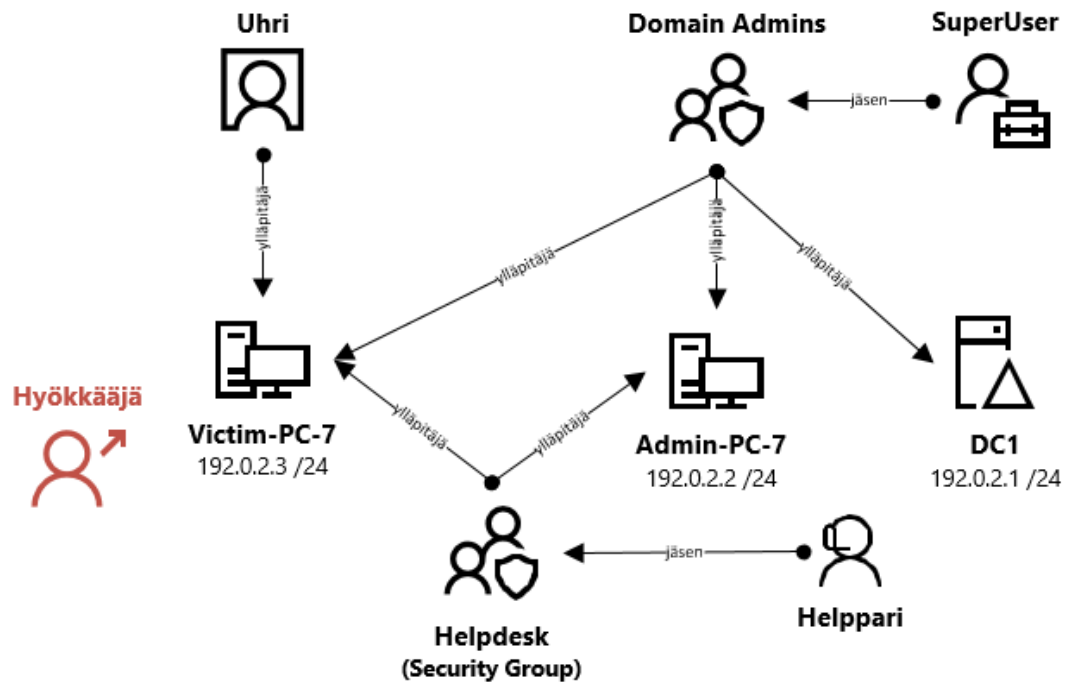 Uhri
Domain Admins
SuperUser
jäsen
ylläpitäjä
ylläpitäjä
ylläpitäjä
ylläpitäjä
Hyökkääjä
Victim-PC-7
192.0.2.3 /24
Admin-PC-7
192.0.2.2 /24
DC1
192.0.2.1 /24
ylläpitäjä
ylläpitäjä
jäsen
Helpdesk
(Security Group)
Helppari